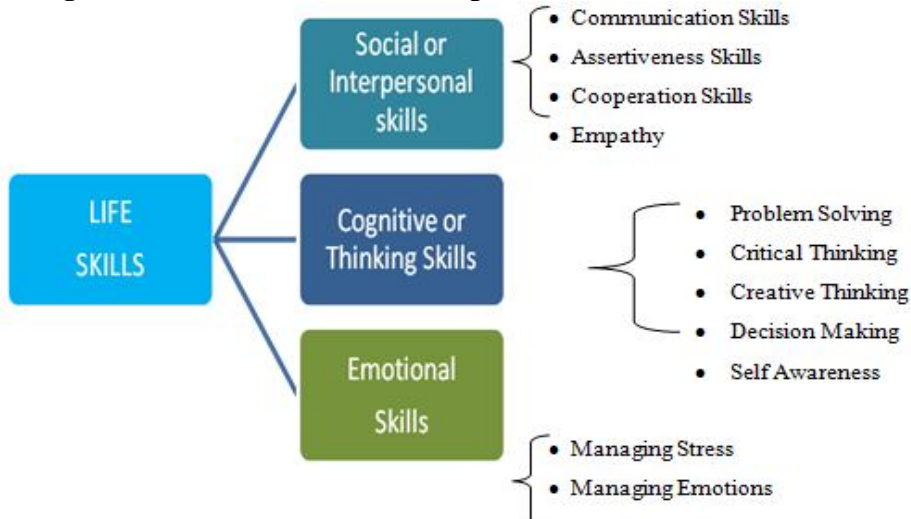 LIFE
SKILLS
Social or
Interpersonal
skills
• Communication Skills
• Assertiveness Skills
• Cooperation Skills
• Empathy
Cognitive or
Thinking Skills
• Problem Solving
• Critical Thinking
• Creative Thinking
• Decision Making
• Self Awareness
Emotional
Skills
• Managing Stress
• Managing Emotions